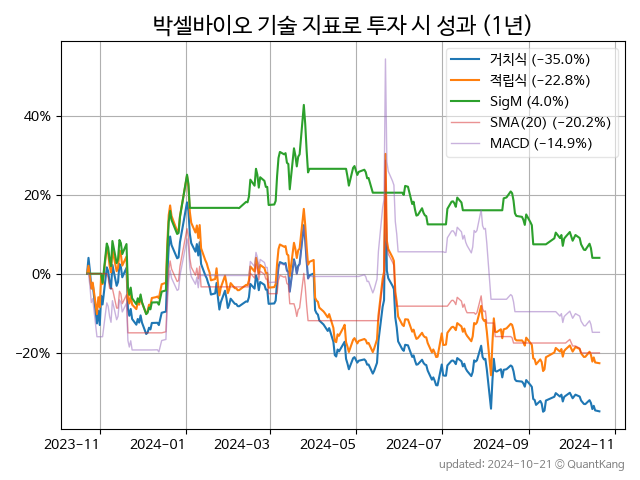 박셀바이오 기술 지표로 투자 시 성과 (1년)
거치식 (−35.0%)
적립식 (−22.8%)
SigM (4.0%)
SMA(20) (−20.2%)
MACD (−14.9%)
40%
20%
0%
−20%
2023-11 2024-01 2024-03 2024-05 2024-07 2024-09 2024-11
updated: 2024-10-21 © QuantKang